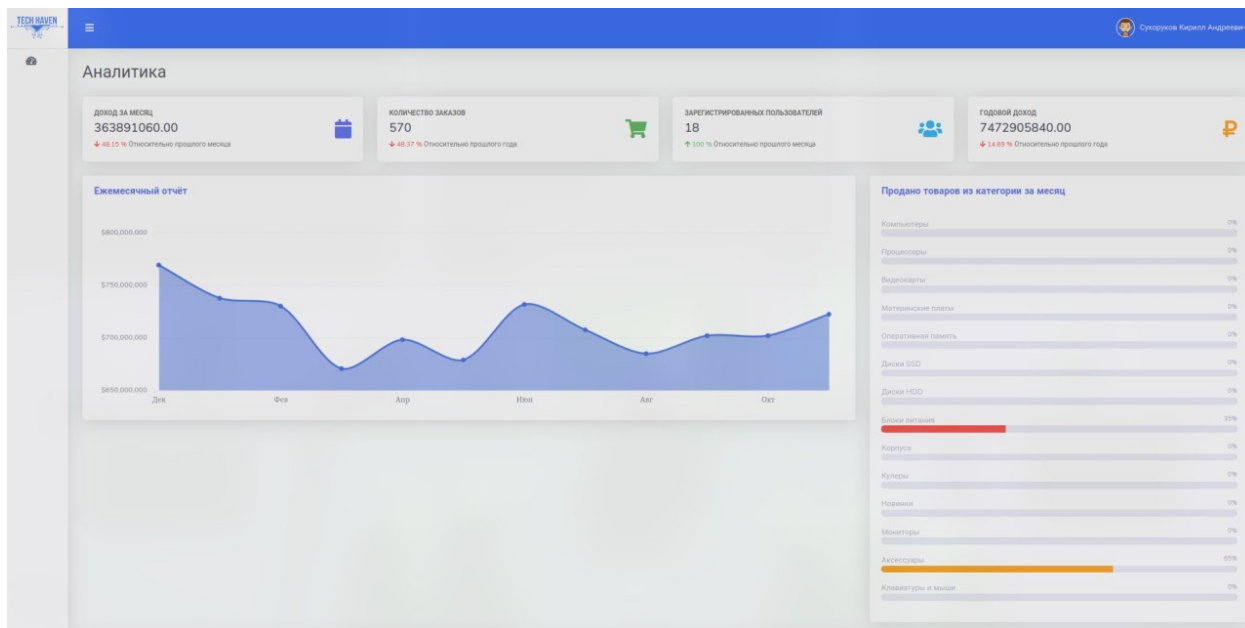 TECH HAVEN
Сухоруков Кирилл Андреевич
Аналитика
ДОХОД ЗА МЕСЯЦ
363891060.00
48.15 % Относительно прошлого месяца
КОЛИЧЕСТВО ЗАКАЗОВ
570
48.37 % Относительно прошлого года
ЗАРЕГИСТРИРОВАННЫХ ПОЛЬЗОВАТЕЛЕЙ
18
100 % Относительно прошлого месяца
ГОДОВОЙ ДОХОД
7472905840.00
14.69 % Относительно прошлого года
Ежемесячный отчёт
$800,000,000
$750,000,000
$700,000,000
$650,000,000
Дек Фев Апр Июн Авг Окт
Продано товаров из категории за месяц
Компьютеры 0%
Процессоры 0%
Видеокарты 0%
Материнские платы 0%
Оперативная память 0%
Диски SSD 0%
Диски HDD 0%
Блоки питания 35%
Корпуса 0%
Кулеры 0%
Новинки 0%
Мониторы 0%
Аксессуары 65%
Клавиатуры и мыши 0%